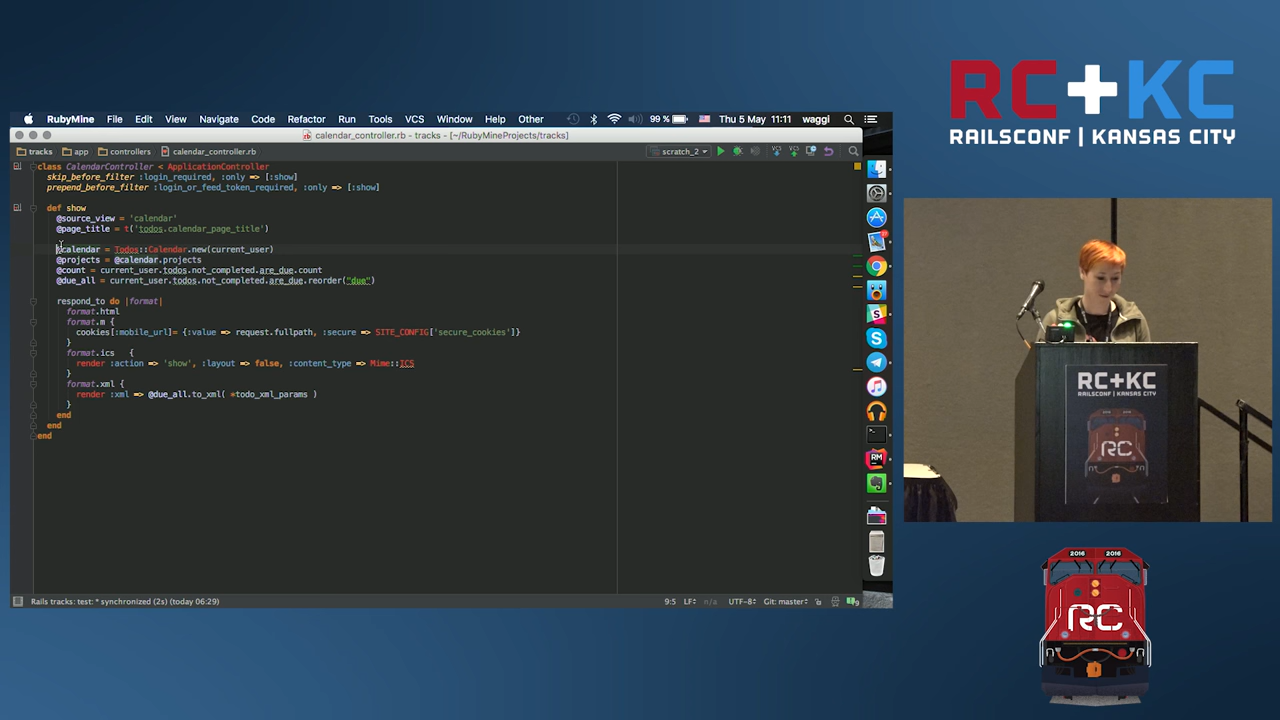 RubyMine File Edit View Navigate Code Refactor Run Tools VCS Window Help Other 99 % Thu 5 May 11:11 waggi
calendar_controller.rb - tracks - [~/RubyMineProjects/tracks]
tracks app controllers calendar_controller.rb scratch_2
class CalendarController < ApplicationController
skip_before_filter :login_required, :only => [:show]
prepend_before_filter :login_or_feed_token_required, :only => [:show]
def show
@source_view = 'calendar'
@page_title = t('todos.calendar_page_title')
@calendar = Todos::Calendar.new(current_user)
@projects = @calendar.projects
@count = current_user.todos.not_completed.are_due.count
@due_all = current_user.todos.not_completed.are_due.reorder("due")
respond_to do |format|
format.html
format.m {
cookies[:mobile_url]= {:value => request.fullpath, :secure => SITE_CONFIG['secure_cookies']}
}
format.ics {
render :action => 'show', :layout => false, :content_type => Mime::ICS
}
format.xml {
render :xml => @due_all.to_xml( *todo_xml_params )
}
end
end
end
Rails tracks: test: * synchronized (2s) (today 06:29) 9:5 LF n/a UTF-8 Git: master
RC+KC
RAILSCONF | KANSAS CITY
RC+KC
RAILSCONF | KANSAS CITY
RC
2016 2016
RC